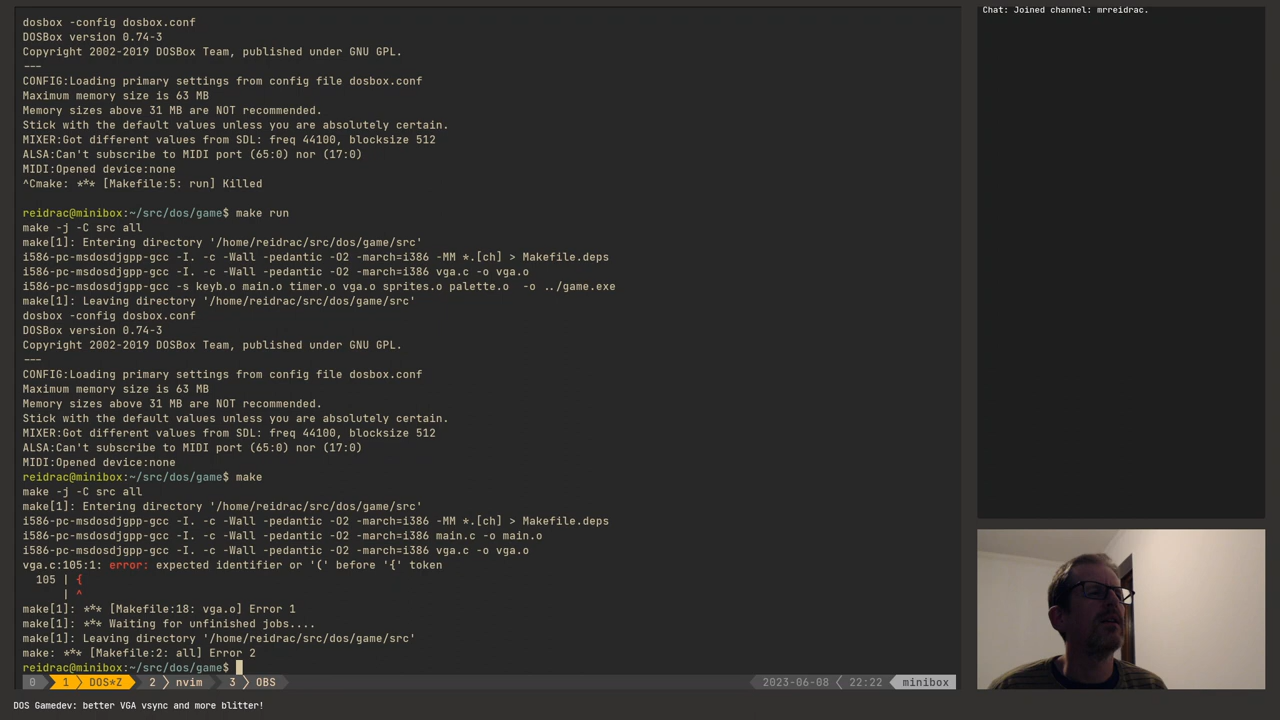 dosbox -config dosbox.conf
DOSBox version 0.74-3
Copyright 2002-2019 DOSBox Team, published under GNU GPL.
---
CONFIG:Loading primary settings from config file dosbox.conf
Maximum memory size is 63 MB
Memory sizes above 31 MB are NOT recommended.
Stick with the default values unless you are absolutely certain.
MIXER:Got different values from SDL: freq 44100, blocksize 512
ALSA:Can't subscribe to MIDI port (65:0) nor (17:0)
MIDI:Opened device:none
^Cmake: *** [Makefile:5: run] Killed
reidrac@minibox:~/src/dos/game$ make run
make -j -C src all
make[1]: Entering directory '/home/reidrac/src/dos/game/src'
i586-pc-msdosdjgpp-gcc -I. -c -Wall -pedantic -O2 -march=i386 -MM *.[ch] > Makefile.deps
i586-pc-msdosdjgpp-gcc -I. -c -Wall -pedantic -O2 -march=i386 vga.c -o vga.o
i586-pc-msdosdjgpp-gcc -s keyb.o main.o timer.o vga.o sprites.o palette.o  -o ../game.exe
make[1]: Leaving directory '/home/reidrac/src/dos/game/src'
dosbox -config dosbox.conf
DOSBox version 0.74-3
Copyright 2002-2019 DOSBox Team, published under GNU GPL.
---
CONFIG:Loading primary settings from config file dosbox.conf
Maximum memory size is 63 MB
Memory sizes above 31 MB are NOT recommended.
Stick with the default values unless you are absolutely certain.
MIXER:Got different values from SDL: freq 44100, blocksize 512
ALSA:Can't subscribe to MIDI port (65:0) nor (17:0)
MIDI:Opened device:none
reidrac@minibox:~/src/dos/game$ make
make -j -C src all
make[1]: Entering directory '/home/reidrac/src/dos/game/src'
i586-pc-msdosdjgpp-gcc -I. -c -Wall -pedantic -O2 -march=i386 -MM *.[ch] > Makefile.deps
i586-pc-msdosdjgpp-gcc -I. -c -Wall -pedantic -O2 -march=i386 main.c -o main.o
i586-pc-msdosdjgpp-gcc -I. -c -Wall -pedantic -O2 -march=i386 vga.c -o vga.o
vga.c:105:1: error: expected identifier or '(' before '{' token
  105 | {
      | ^
make[1]: *** [Makefile:18: vga.o] Error 1
make[1]: *** Waiting for unfinished jobs....
make[1]: Leaving directory '/home/reidrac/src/dos/game/src'
make: *** [Makefile:2: all] Error 2
reidrac@minibox:~/src/dos/game$
0 1 DOS*Z 2 nvim 3 OBS 2023-06-08 22:22 minibox
DOS Gamedev: better VGA vsync and more blitter!
Chat: Joined channel: mrreidrac.